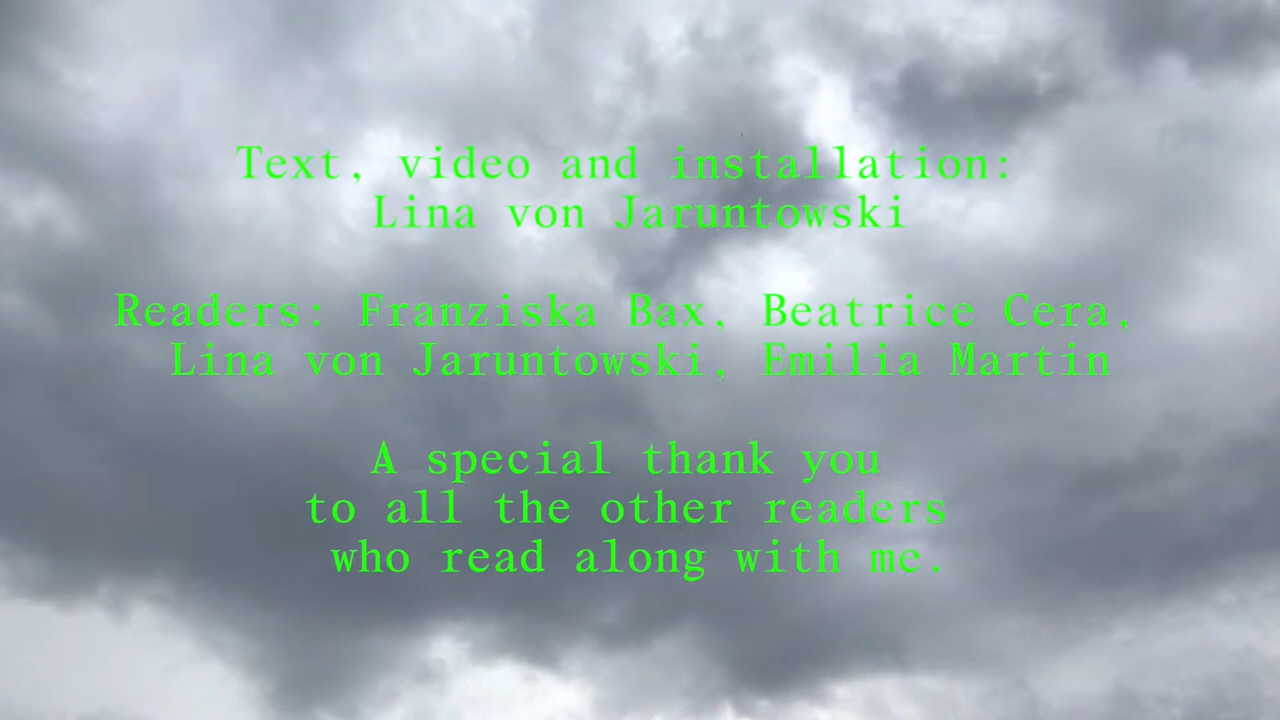 Text, video and installation:
Lina von Jaruntowski
Readers: Franziska Bax, Beatrice Cera,
Lina von Jaruntowski, Emilia Martin
A special thank you
to all the other readers
who read along with me.